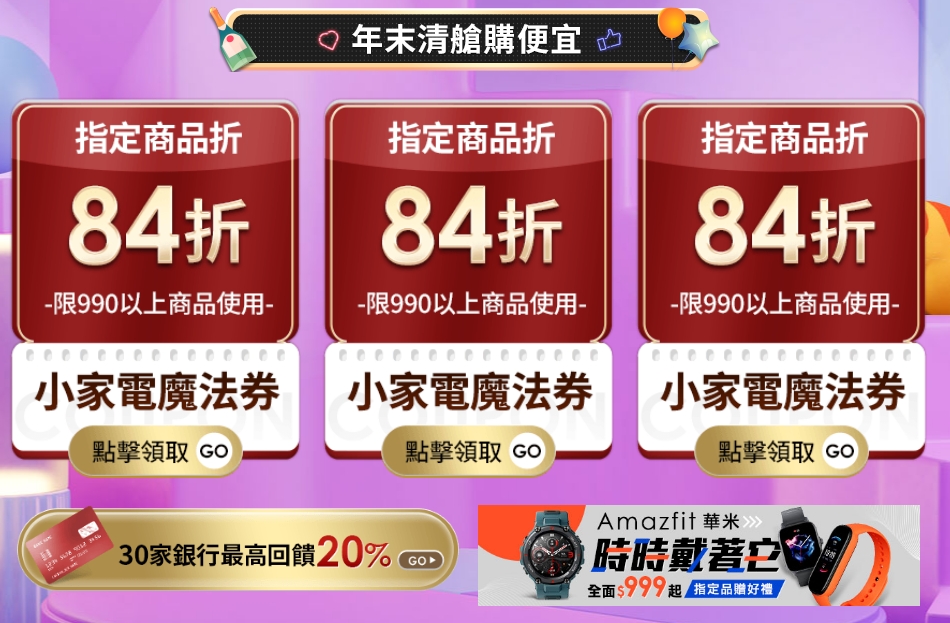 年末清艙購便宜
指定商品折
84折
-限990以上商品使用-
小家電魔法券
點擊領取 GO
指定商品折
84折
-限990以上商品使用-
小家電魔法券
點擊領取 GO
指定商品折
84折
-限990以上商品使用-
小家電魔法券
點擊領取 GO
30家銀行最高回饋20% GO
Amazfit 華米
時時戴著它
全面$999起 指定品贈好禮